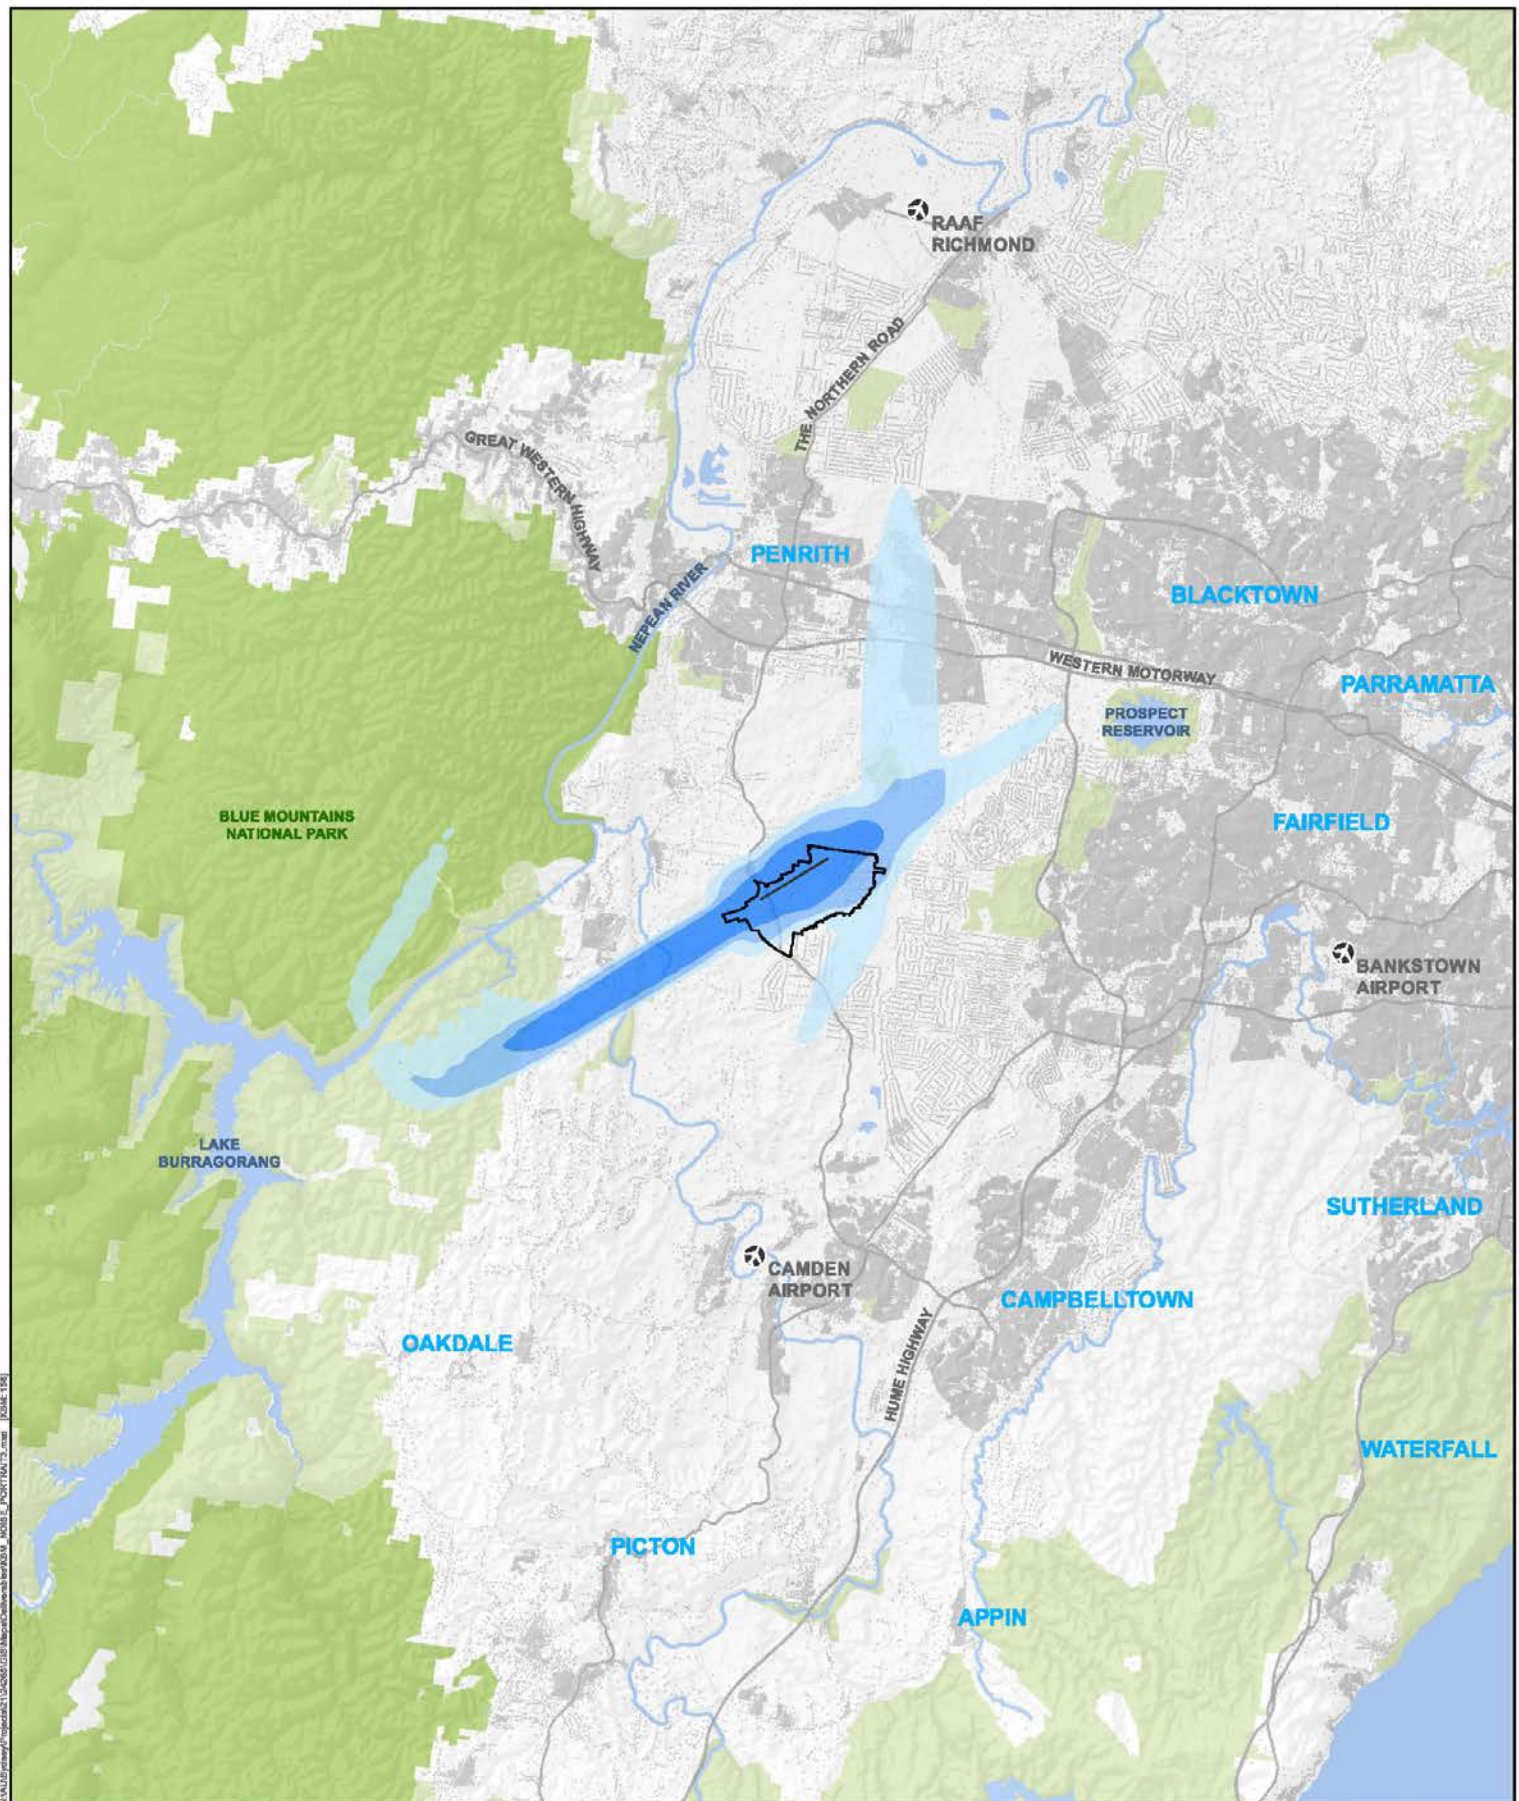 RAAF
RICHMOND
THE NORTHERN ROAD
GREAT WESTERN HIGHWAY
PENRITH
NEPEAN RIVER
BLACKTOWN
WESTERN MOTORWAY
PARRAMATTA
PROSPECT
RESERVOIR
BLUE MOUNTAINS
NATIONAL PARK
FAIRFIELD
BANKSTOWN
AIRPORT
LAKE
BURRAGORANG
SUTHERLAND
CAMDEN
AIRPORT
CAMPBELLTOWN
OAKDALE
HUME HIGHWAY
WATERFALL
PICTON
APPIN